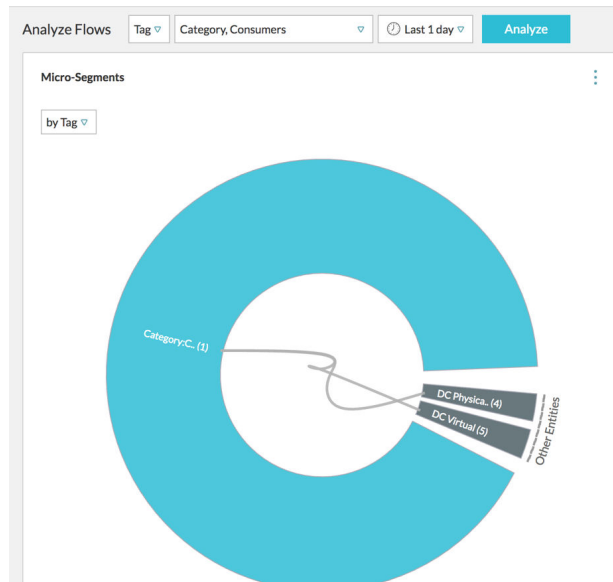 Analyze Flows Tag Category, Consumers Last 1 day Analyze
Micro-Segments
by Tag
Category:C.. (1)
DC Physica.. (4)
DC Virtual (5)
Other Entities